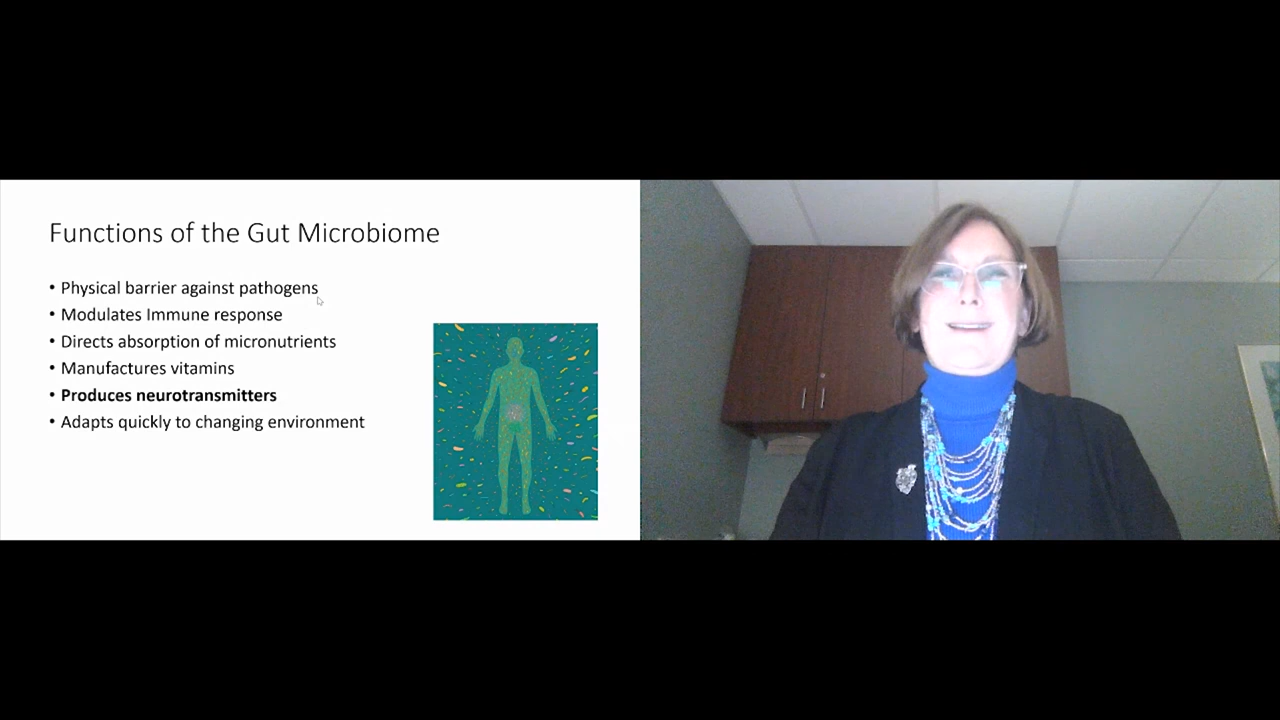 Functions of the Gut Microbiome
• Physical barrier against pathogens
• Modulates Immune response
• Directs absorption of micronutrients
• Manufactures vitamins
• Produces neurotransmitters
• Adapts quickly to changing environment